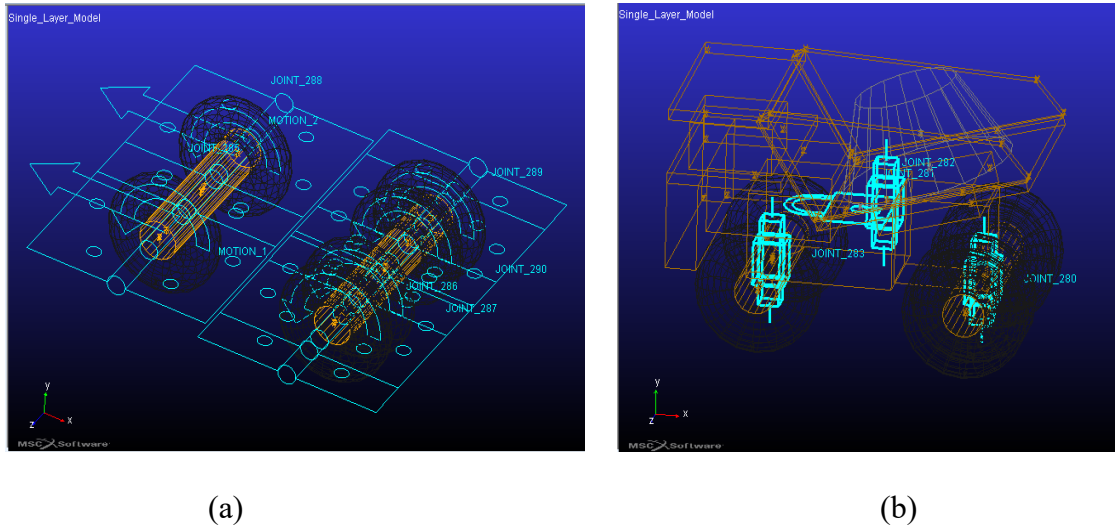 Single_Layer_Model
JOINT_288
MOTION_2
JOINT_289
MOTION_1
JOINT_290
JOINT_286
JOINT_287
y
x
z
MSC Software
(a)
Single_Layer_Model
JOINT_282
JOINT_281
JOINT_283
JOINT_280
y
x
z
MSC Software
(b)